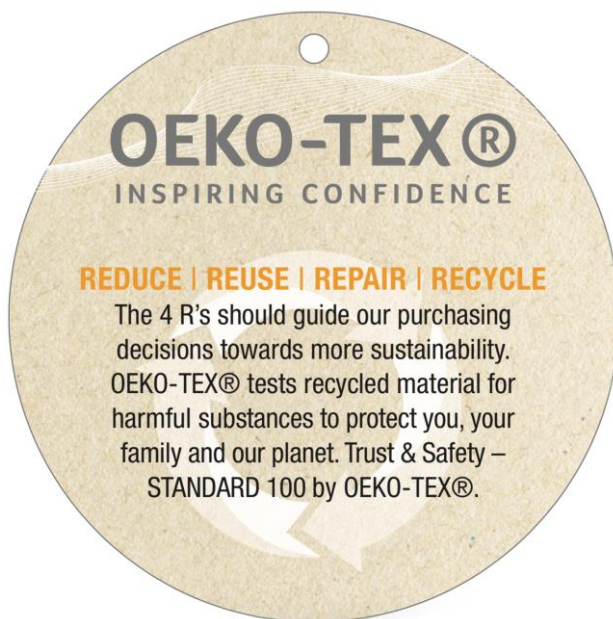 OEKO-TEX®
INSPIRING CONFIDENCE
REDUCE | REUSE | REPAIR | RECYCLE
The 4 R's should guide our purchasing
decisions towards more sustainability.
OEKO-TEX® tests recycled material for
harmful substances to protect you, your
family and our planet. Trust & Safety –
STANDARD 100 by OEKO-TEX®.